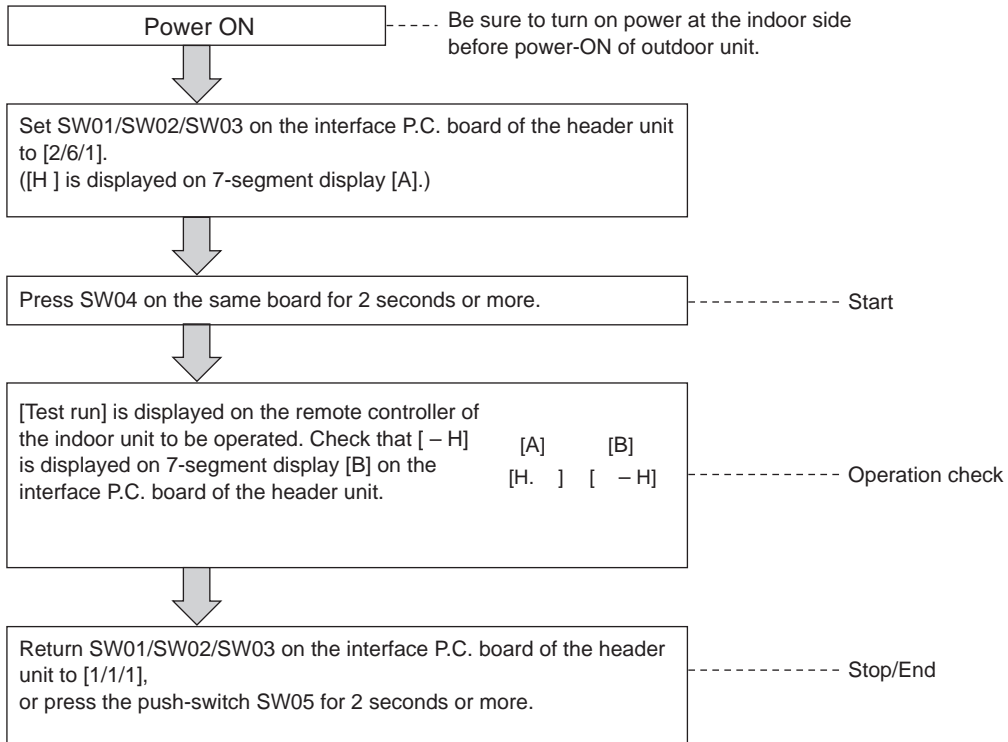 Power ON
Be sure to turn on power at the indoor side
before power-ON of outdoor unit.
Set SW01/SW02/SW03 on the interface P.C. board of the header unit
to [2/6/1].
([H ] is displayed on 7-segment display [A].)
Press SW04 on the same board for 2 seconds or more.
Start
[Test run] is displayed on the remote controller of
the indoor unit to be operated. Check that [ – H]
is displayed on 7-segment display [B] on the
interface P.C. board of the header unit.
[A] [B]
[H. ] [ – H]
Operation check
Return SW01/SW02/SW03 on the interface P.C. board of the header
unit to [1/1/1],
or press the push-switch SW05 for 2 seconds or more.
Stop/End